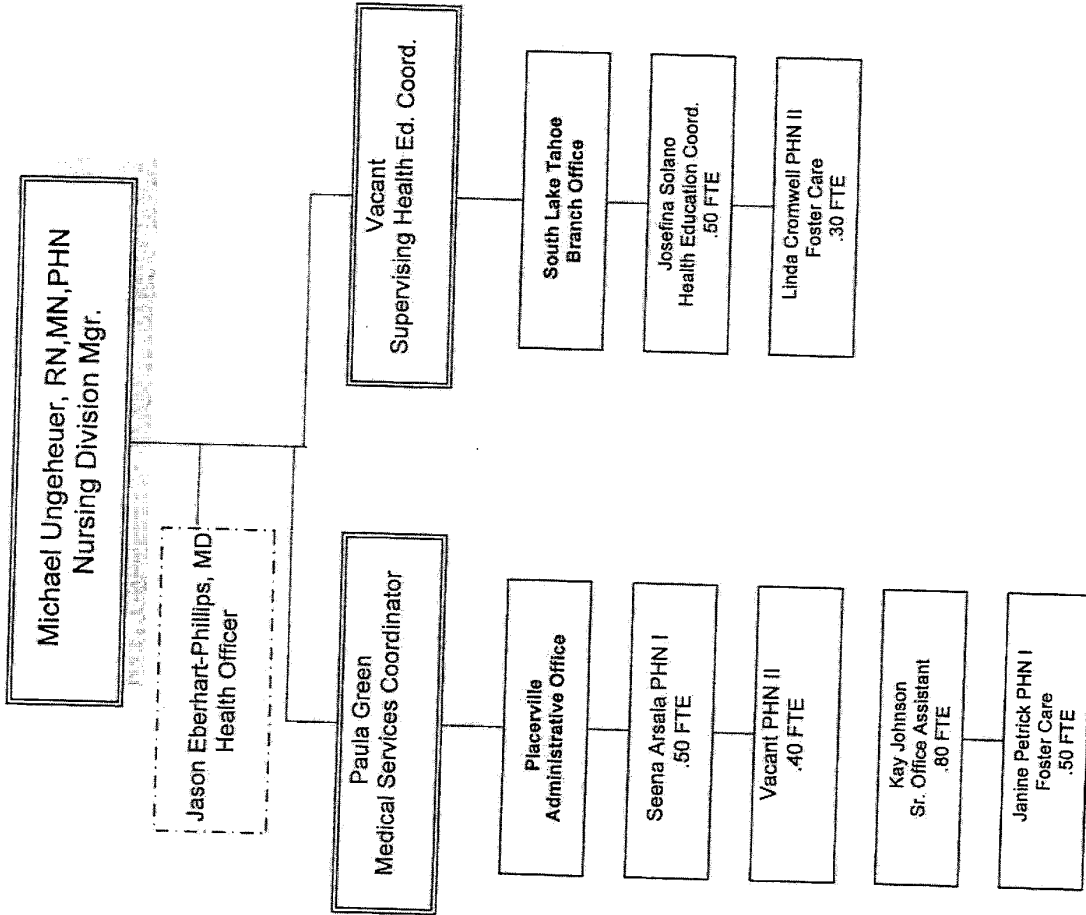 Michael Ungeheuer, RN,MN,PHN
Nursing Division Mgr.
Jason Eberhart-Phillips, MD
Health Officer
Paula Green
Medical Services Coordinator
Placerville
Administrative Office
Seena Arsala PHN I
.50 FTE
Vacant PHN II
.40 FTE
Kay Johnson
Sr. Office Assistant
.80 FTE
Janine Petrick PHN I
Foster Care
.50 FTE
Vacant
Supervising Health Ed. Coord.
South Lake Tahoe
Branch Office
Josefina Solano
Health Education Coord.
.50 FTE
Linda Cromwell PHN II
Foster Care
.30 FTE